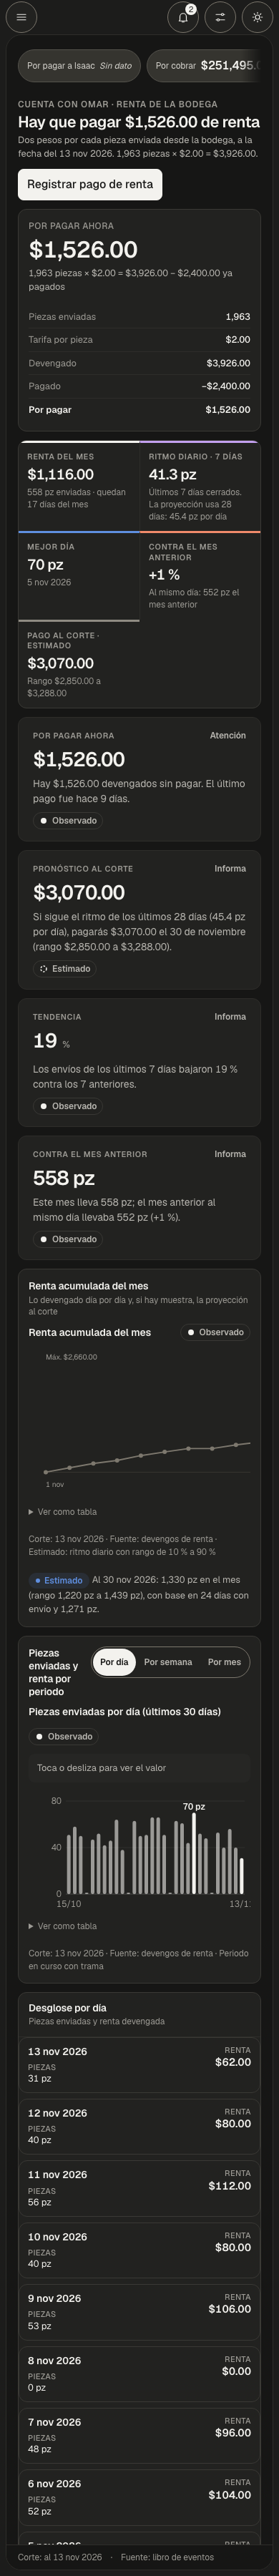 2
Por pagar a Isaac Sin dato
Por cobrar $251,495.
CUENTA CON OMAR · RENTA DE LA BODEGA
Hay que pagar $1,526.00 de renta
Dos pesos por cada pieza enviada desde la bodega, a la
fecha del 13 nov 2026. 1,963 piezas × $2.00 = $3,926.00.
Registrar pago de renta
POR PAGAR AHORA
$1,526.00
1,963 piezas × $2.00 = $3,926.00 − $2,400.00 ya
pagados
Piezas enviadas 1,963
Tarifa por pieza $2.00
Devengado $3,926.00
Pagado −$2,400.00
Por pagar $1,526.00
RENTA DEL MES
$1,116.00
558 pz enviadas · quedan
17 días del mes
RITMO DIARIO · 7 DÍAS
41.3 pz
Últimos 7 días cerrados.
La proyección usa 28
días: 45.4 pz por día
MEJOR DÍA
70 pz
5 nov 2026
CONTRA EL MES
ANTERIOR
+1 %
Al mismo día: 552 pz el
mes anterior
PAGO AL CORTE ·
ESTIMADO
$3,070.00
Rango $2,850.00 a
$3,288.00
POR PAGAR AHORA Atención
$1,526.00
Hay $1,526.00 devengados sin pagar. El último
pago fue hace 9 días.
Observado
PRONÓSTICO AL CORTE Informa
$3,070.00
Si sigue el ritmo de los últimos 28 días (45.4 pz
por día), pagarás $3,070.00 el 30 de noviembre
(rango $2,850.00 a $3,288.00).
Estimado
TENDENCIA Informa
19 %
Los envíos de los últimos 7 días bajaron 19 %
contra los 7 anteriores.
Observado
CONTRA EL MES ANTERIOR Informa
558 pz
Este mes lleva 558 pz; el mes anterior al
mismo día llevaba 552 pz (+1 %).
Observado
Renta acumulada del mes
Lo devengado día por día y, si hay muestra, la proyección
al corte
Renta acumulada del mes Observado
Máx. $2,660.00
1 nov
Ver como tabla
Corte: 13 nov 2026 · Fuente: devengos de renta ·
Estimado: ritmo diario con rango de 10 % a 90 %
Estimado Al 30 nov 2026: 1,330 pz en el mes
(rango 1,220 pz a 1,439 pz), con base en 24 días con
envío y 1,271 pz.
Piezas
enviadas y
renta por
periodo
Por día Por semana Por mes
Piezas enviadas por día (últimos 30 días)
Observado
Toca o desliza para ver el valor
80
70 pz
40
0
15/10 13/1
Ver como tabla
Corte: 13 nov 2026 · Fuente: devengos de renta · Periodo
en curso con trama
Desglose por día
Piezas enviadas y renta devengada
13 nov 2026 RENTA
PIEZAS $62.00
31 pz
12 nov 2026 RENTA
PIEZAS $80.00
40 pz
11 nov 2026 RENTA
PIEZAS $112.00
56 pz
10 nov 2026 RENTA
PIEZAS $80.00
40 pz
9 nov 2026 RENTA
PIEZAS $106.00
53 pz
8 nov 2026 RENTA
PIEZAS $0.00
0 pz
7 nov 2026 RENTA
PIEZAS $96.00
48 pz
6 nov 2026 RENTA
PIEZAS $104.00
52 pz
Corte: al 13 nov 2026 · Fuente: libro de eventos